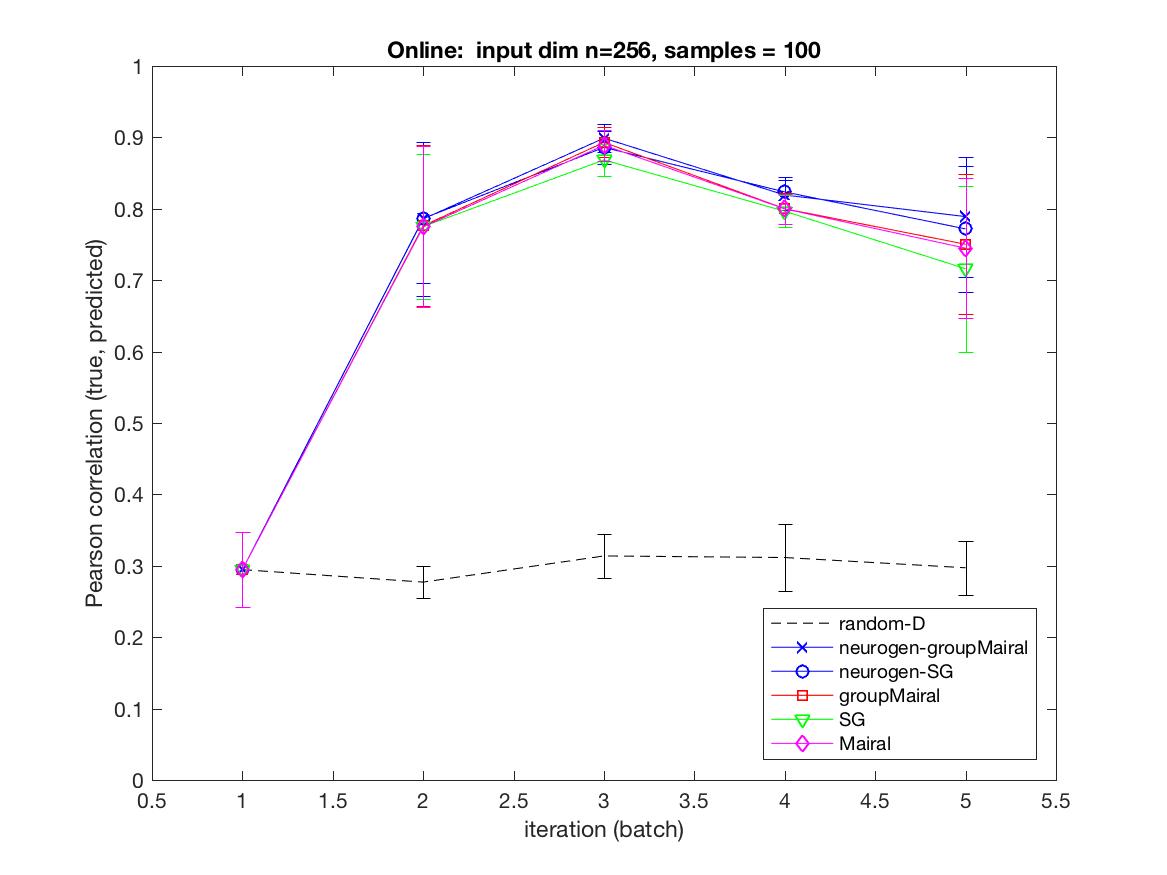 Online: input dim n=256, samples = 100
Pearson correlation (true, predicted)
1
0.9
0.8
0.7
0.6
0.5
0.4
0.3
0.2
0.1
0
random-D
neurogen-groupMairal
neurogen-SG
groupMairal
SG
Mairal
0.5 1 1.5 2 2.5 3 3.5 4 4.5 5 5.5
iteration (batch)